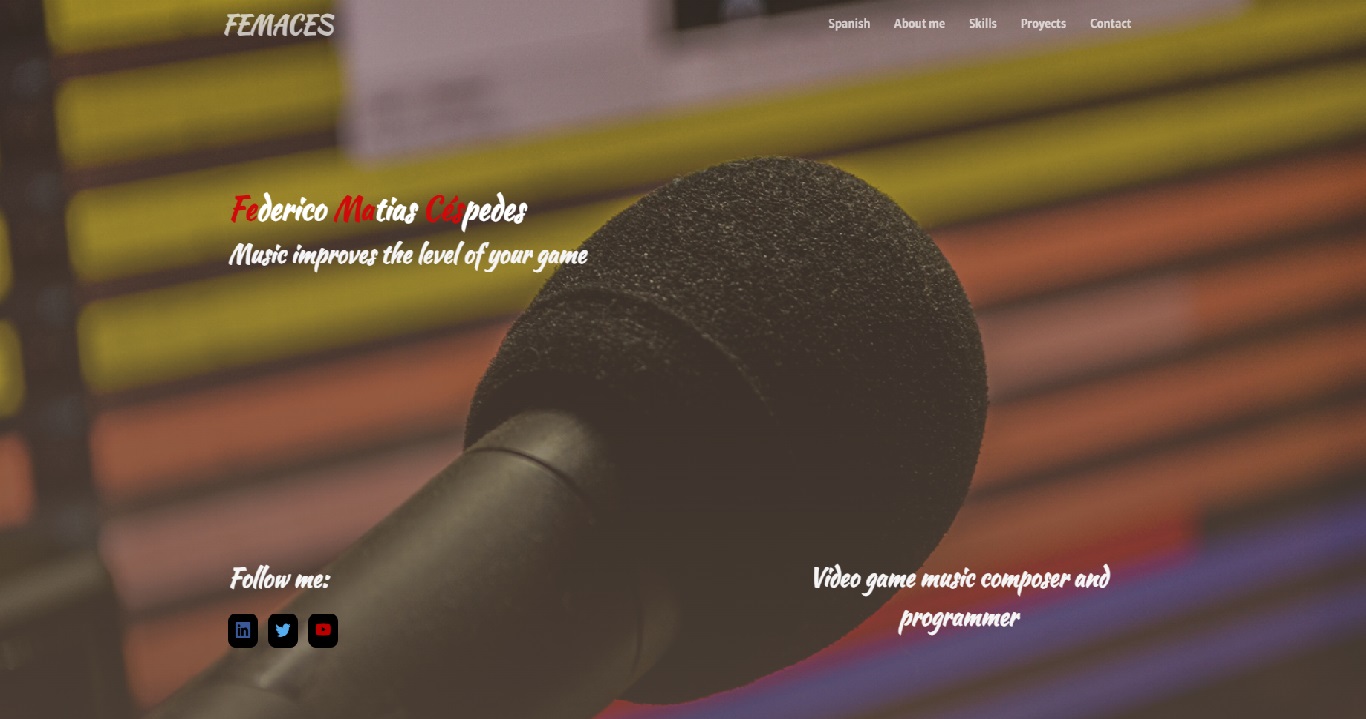 FEMACES
Spanish About me Skills Proyects Contact
Federico Matias Céspedes
Music improves the level of your game
Follow me:
Video game music composer and
programmer